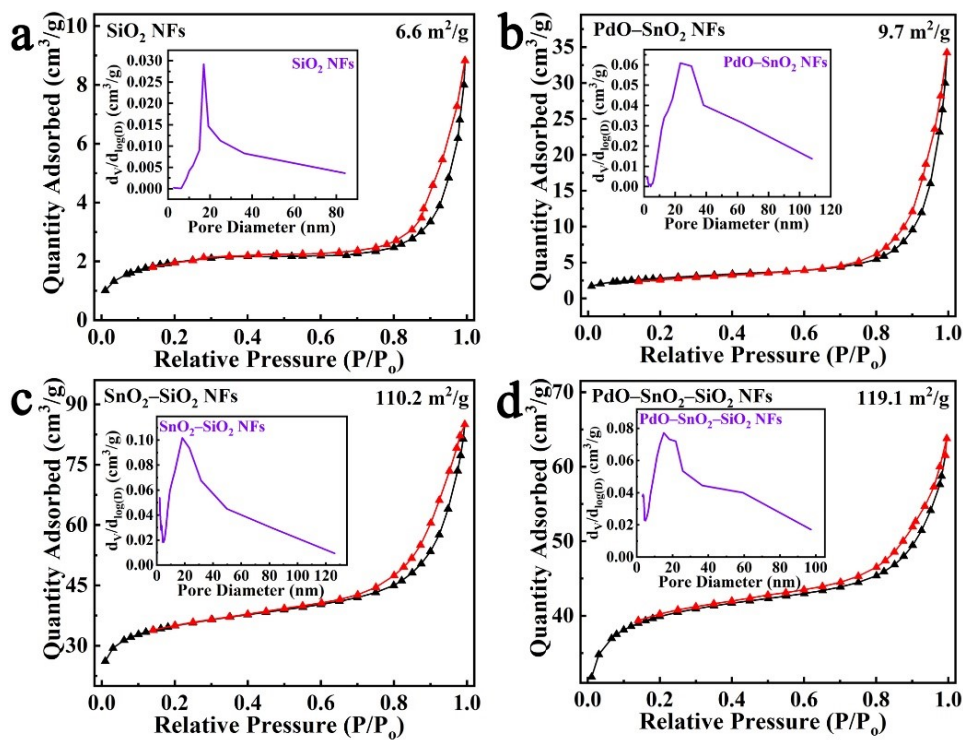 a
SiO₂ NFs
6.6 m²/g
Quantity Adsorbed (cm³/g)
10
8
6
4
2
0
0.0 0.2 0.4 0.6 0.8 1.0
Relative Pressure (P/Pₒ)
SiO₂ NFs
dV/dlog(D) (cm³/g)
0.030
0.025
0.020
0.015
0.010
0.005
0.000
0 20 40 60 80
Pore Diameter (nm)
b
PdO–SnO₂ NFs
9.7 m²/g
Quantity Adsorbed (cm³/g)
35
30
25
20
15
10
5
0
0.0 0.2 0.4 0.6 0.8 1.0
Relative Pressure (P/Pₒ)
PdO–SnO₂ NFs
dV/dlog(D) (cm³/g)
0.06
0.05
0.04
0.03
0.02
0.01
0.00
0 20 40 60 80 100 120
Pore Diameter (nm)
c
SnO₂–SiO₂ NFs
110.2 m²/g
Quantity Adsorbed (cm³/g)
90
75
60
45
30
0.0 0.2 0.4 0.6 0.8 1.0
Relative Pressure (P/Pₒ)
SnO₂–SiO₂ NFs
dV/dlog(D) (cm³/g)
0.10
0.08
0.06
0.04
0.02
0.00
0 20 40 60 80 100 120
Pore Diameter (nm)
d
PdO–SnO₂–SiO₂ NFs
119.1 m²/g
Quantity Adsorbed (cm³/g)
70
60
50
40
0.0 0.2 0.4 0.6 0.8 1.0
Relative Pressure (P/Pₒ)
PdO–SnO₂–SiO₂ NFs
dV/dlog(D) (cm³/g)
0.08
0.06
0.04
0.02
0.00
0 20 40 60 80 100
Pore Diameter (nm)